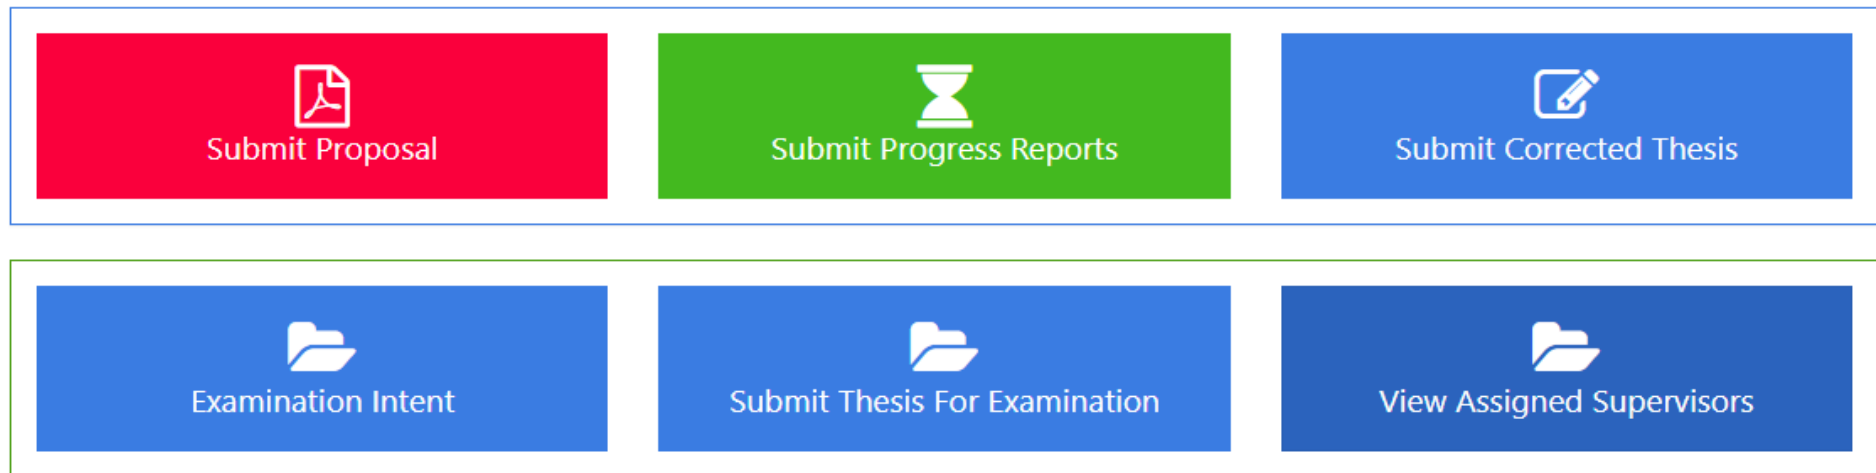 Submit Proposal
Submit Progress Reports
Submit Corrected Thesis
Examination Intent
Submit Thesis For Examination
View Assigned Supervisors